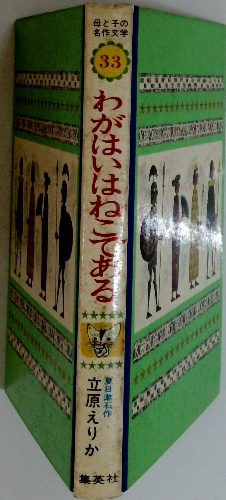 母と子の
名作文学
33
わがはいはねこである
夏目漱石作
立原えりか
集英社